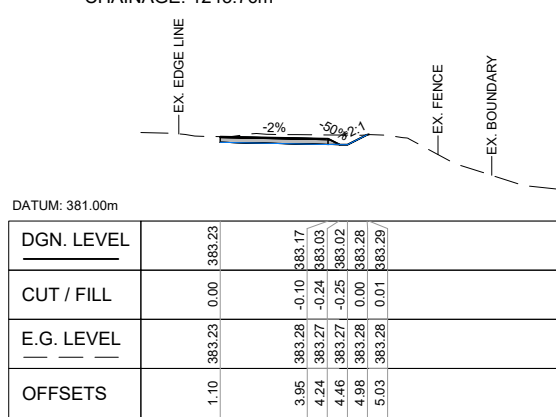 EX. EDGE LINE
EX. FENCE
EX. BOUNDARY
-2%
-50%
2:1
DATUM: 381.00m
DGN. LEVEL 383.23 383.17 383.03 383.02 383.28 383.29
CUT / FILL 0.00 -0.10 -0.24 -0.25 0.00 0.01
E.G. LEVEL 383.23 383.28 383.27 383.27 383.28 383.28
OFFSETS 1.10 3.95 4.24 4.46 4.98 5.03